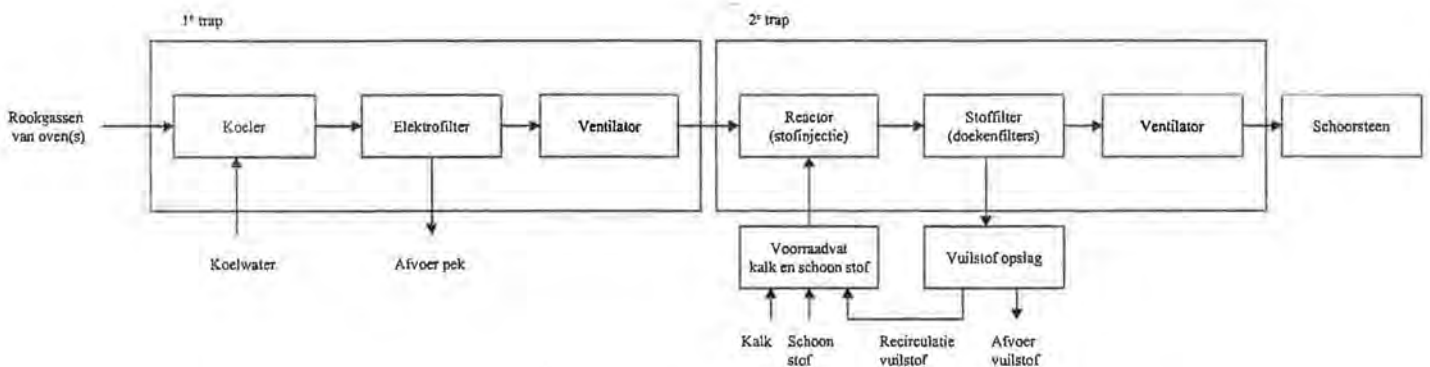 1e trap
2e trap
Rookgassen
van oven(s)
Koeler
Elektrofilter
Ventilator
Reactor
(stofinjectie)
Stoffilter
(doekenfilters)
Ventilator
Schoorsteen
Koelwater
Afvoer pek
Voorraadvat
kalk en schoon stof
Vuilstof opslag
Kalk
Schoon
stof
Recirculatie
vuilstof
Afvoer
vuilstof